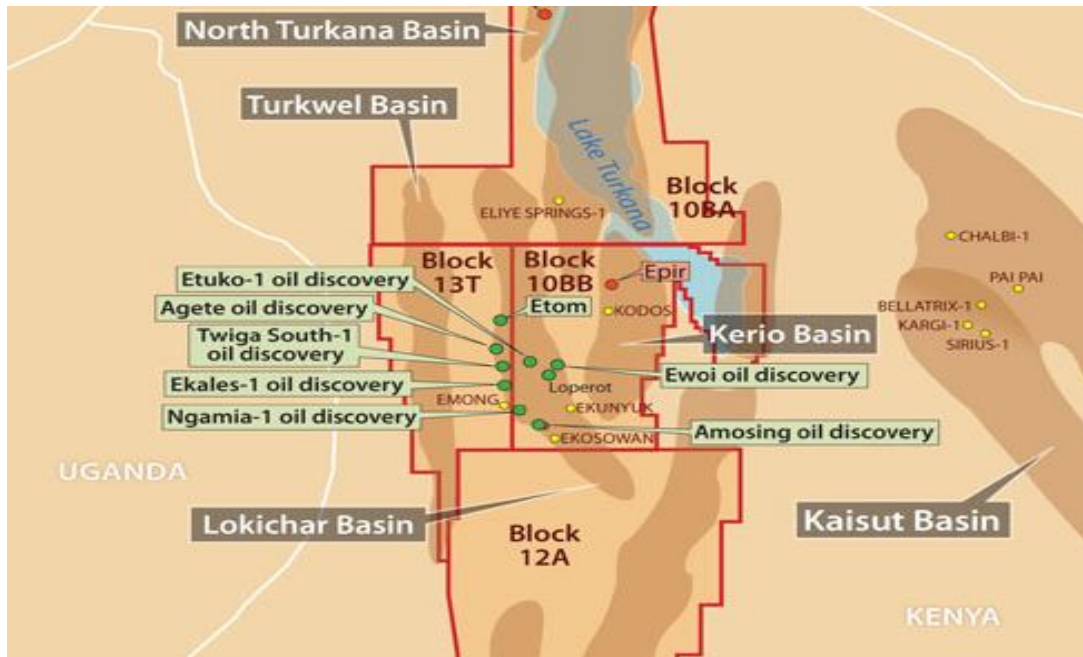 North Turkana Basin
Turkwel Basin
Lake Turkana
Block
10BA
ELIYE SPRINGS-1
CHALBI-1
Block
13T
Block
10BB
Etuko-1 oil discovery
Epir
PAI PAI
Agete oil discovery
Etom
KODOS
BELLATRIX-1
KARGI-1
SIRIUS-1
Twiga South-1
oil discovery
Kerio Basin
Ekales-1 oil discovery
Loperot
Ewoi oil discovery
EMONG
Ngamia-1 oil discovery
EKUNYUK
Amosing oil discovery
EKOSOWAN
UGANDA
Lokichar Basin
Kaisut Basin
Block
12A
KENYA